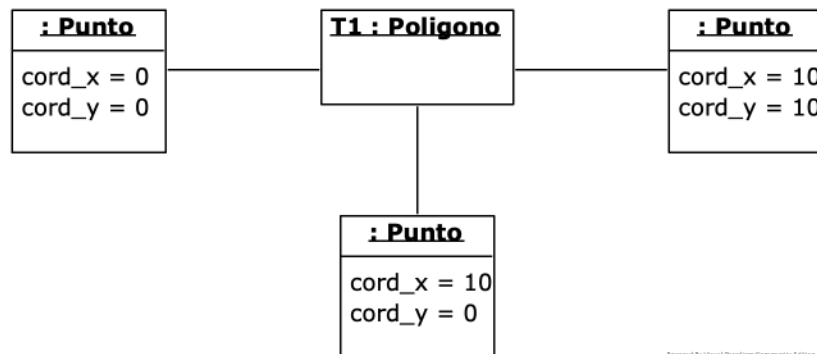 : Punto
cord_x = 0
cord_y = 0
T1 : Poligono
: Punto
cord_x = 10
cord_y = 10
: Punto
cord_x = 10
cord_y = 0